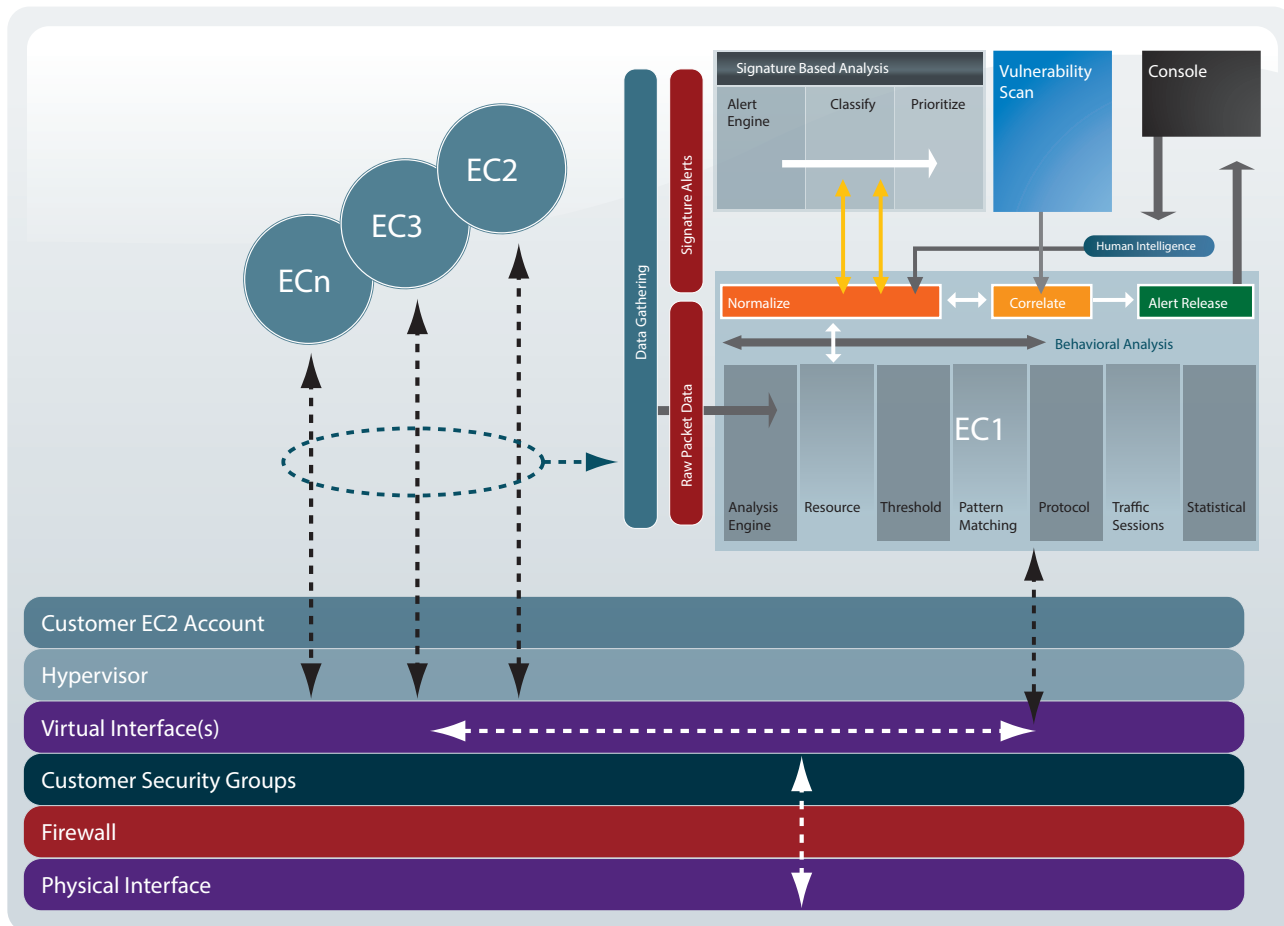 Signature Based Analysis
Alert
Engine
Classify
Prioritize
Vulnerability
Scan
Console
EC2
EC3
ECn
Data Gathering
Signature Alerts
Raw Packet Data
Human Intelligence
Normalize
Correlate
Alert Release
Behavioral Analysis
EC1
Analysis
Engine
Resource
Threshold
Pattern
Matching
Protocol
Traffic
Sessions
Statistical
Customer EC2 Account
Hypervisor
Virtual Interface(s)
Customer Security Groups
Firewall
Physical Interface